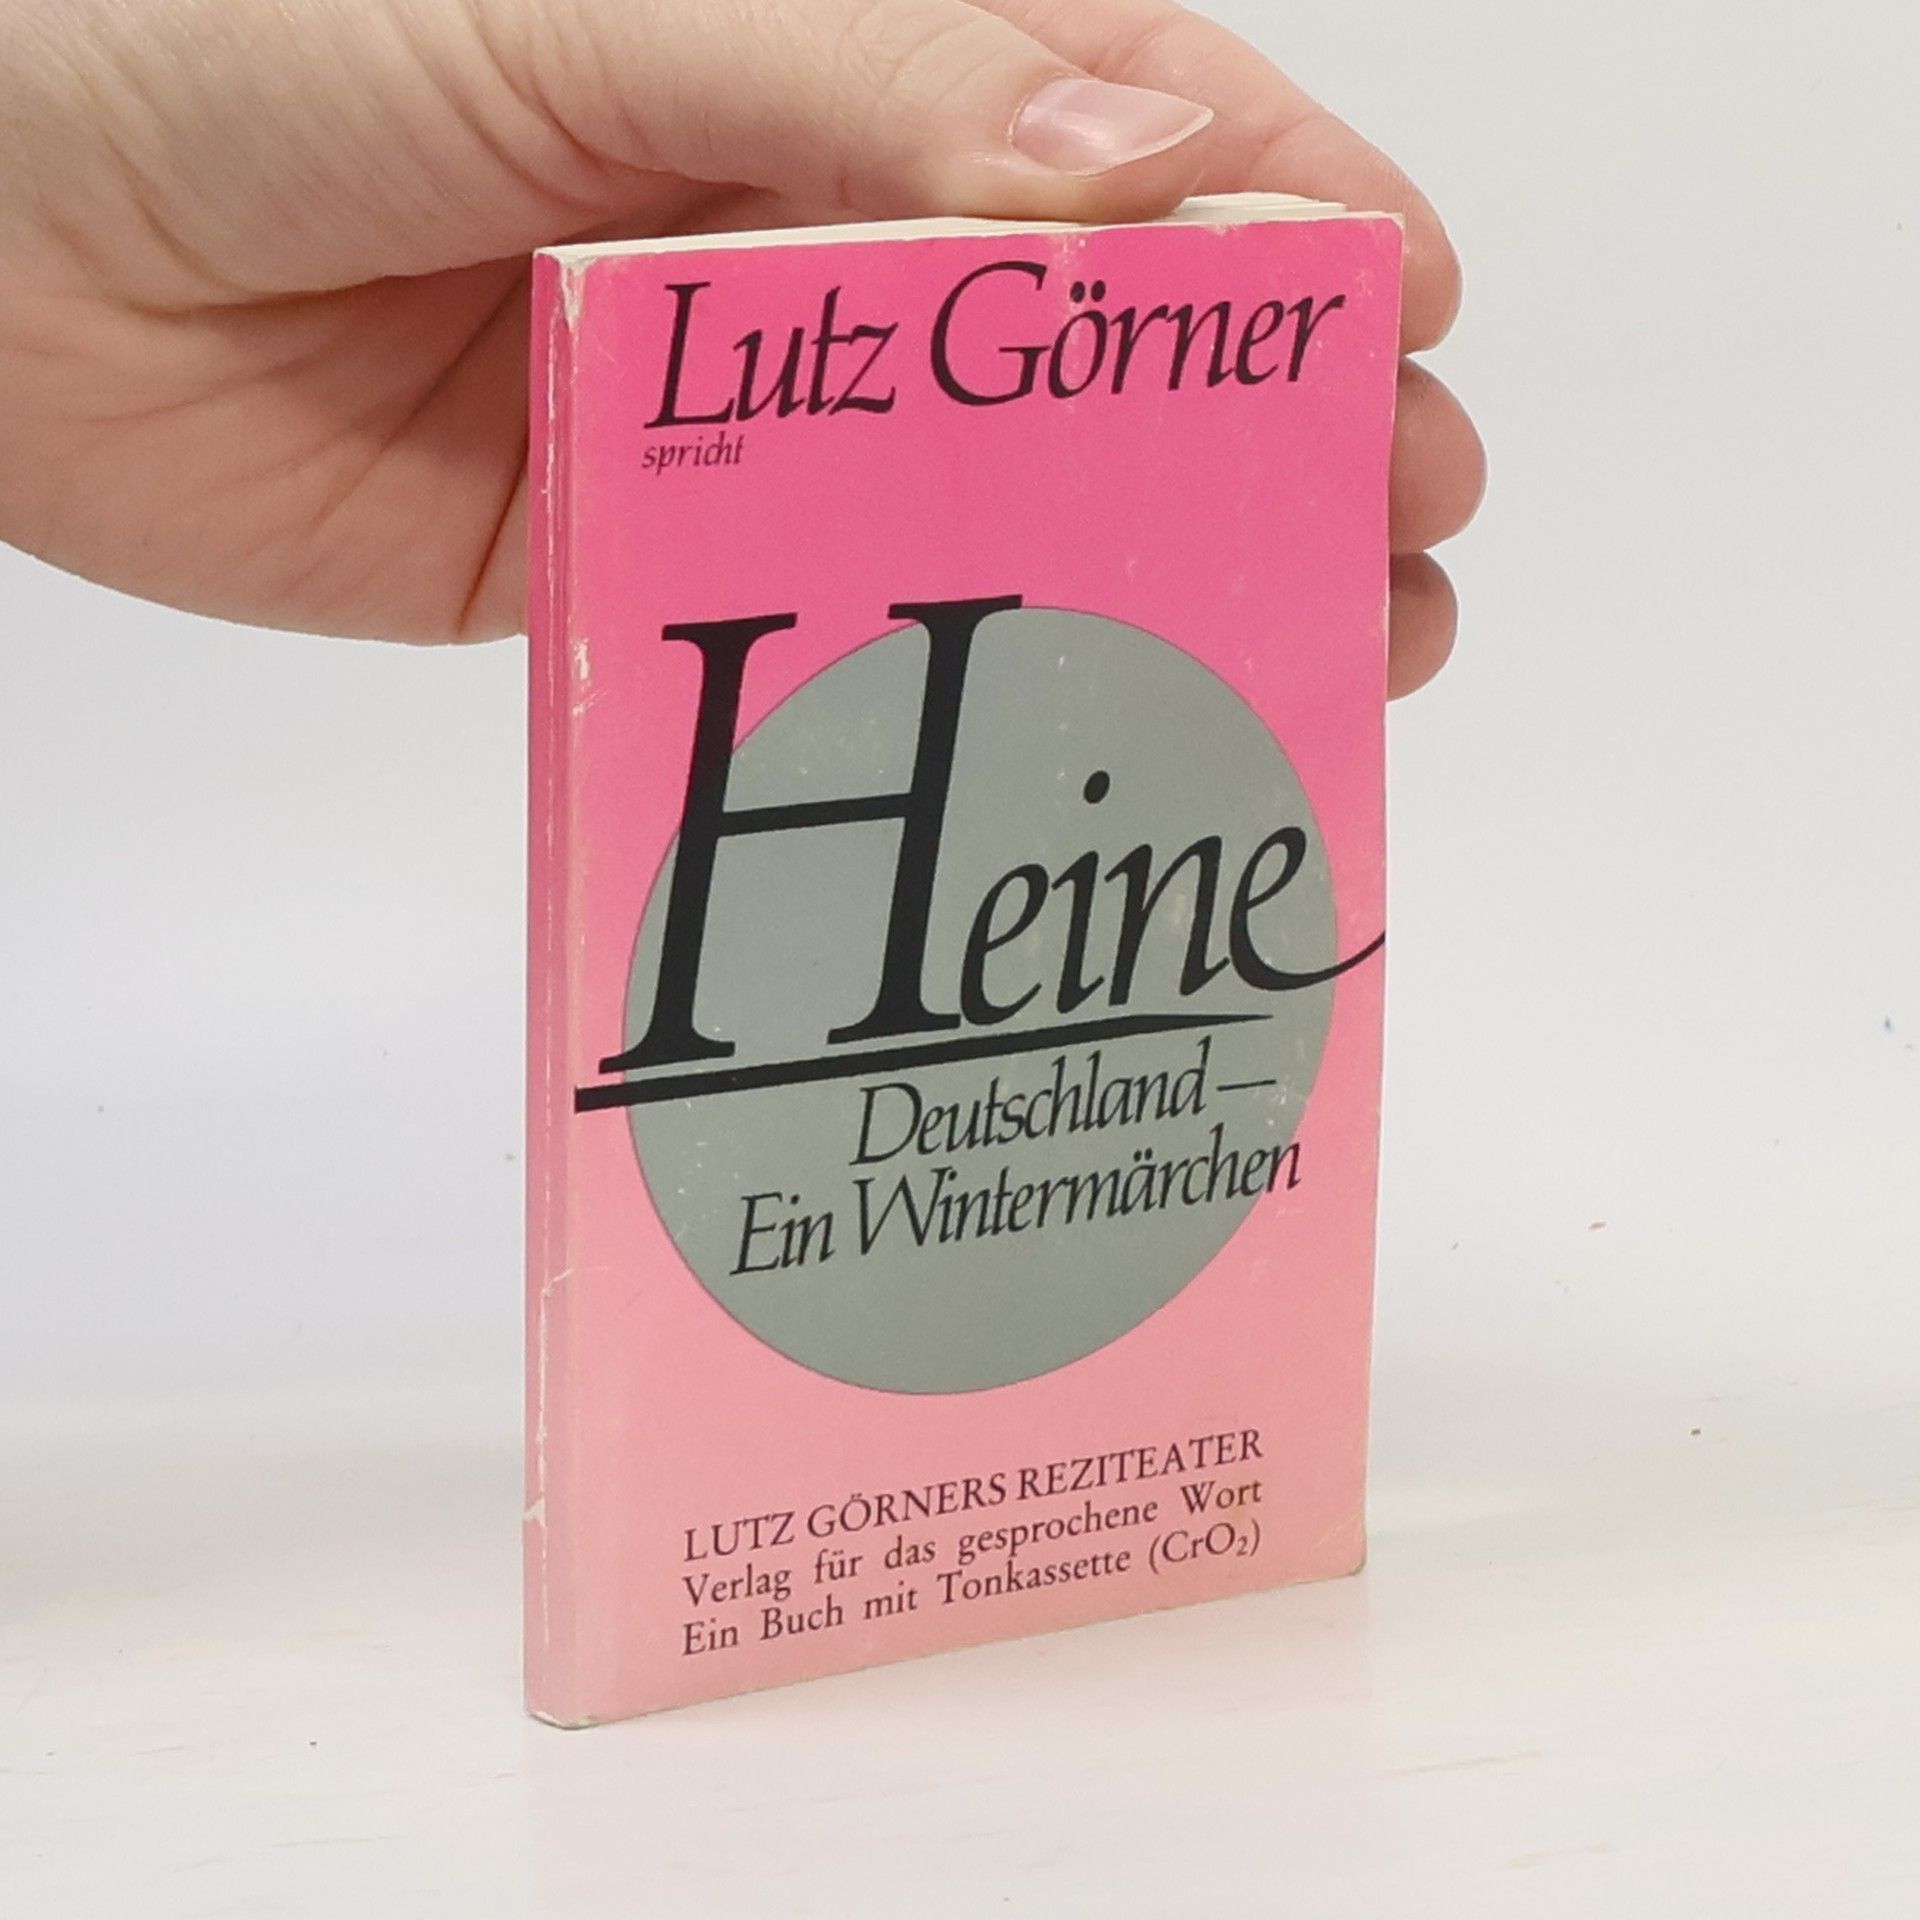 Lutz Görner
spricht
Heine
Deutschland –
Ein Wintermärchen
LUTZ GÖRNERS REZITEATER
Verlag für das gesprochene Wort
Ein Buch mit Tonkassette (CrO₂)